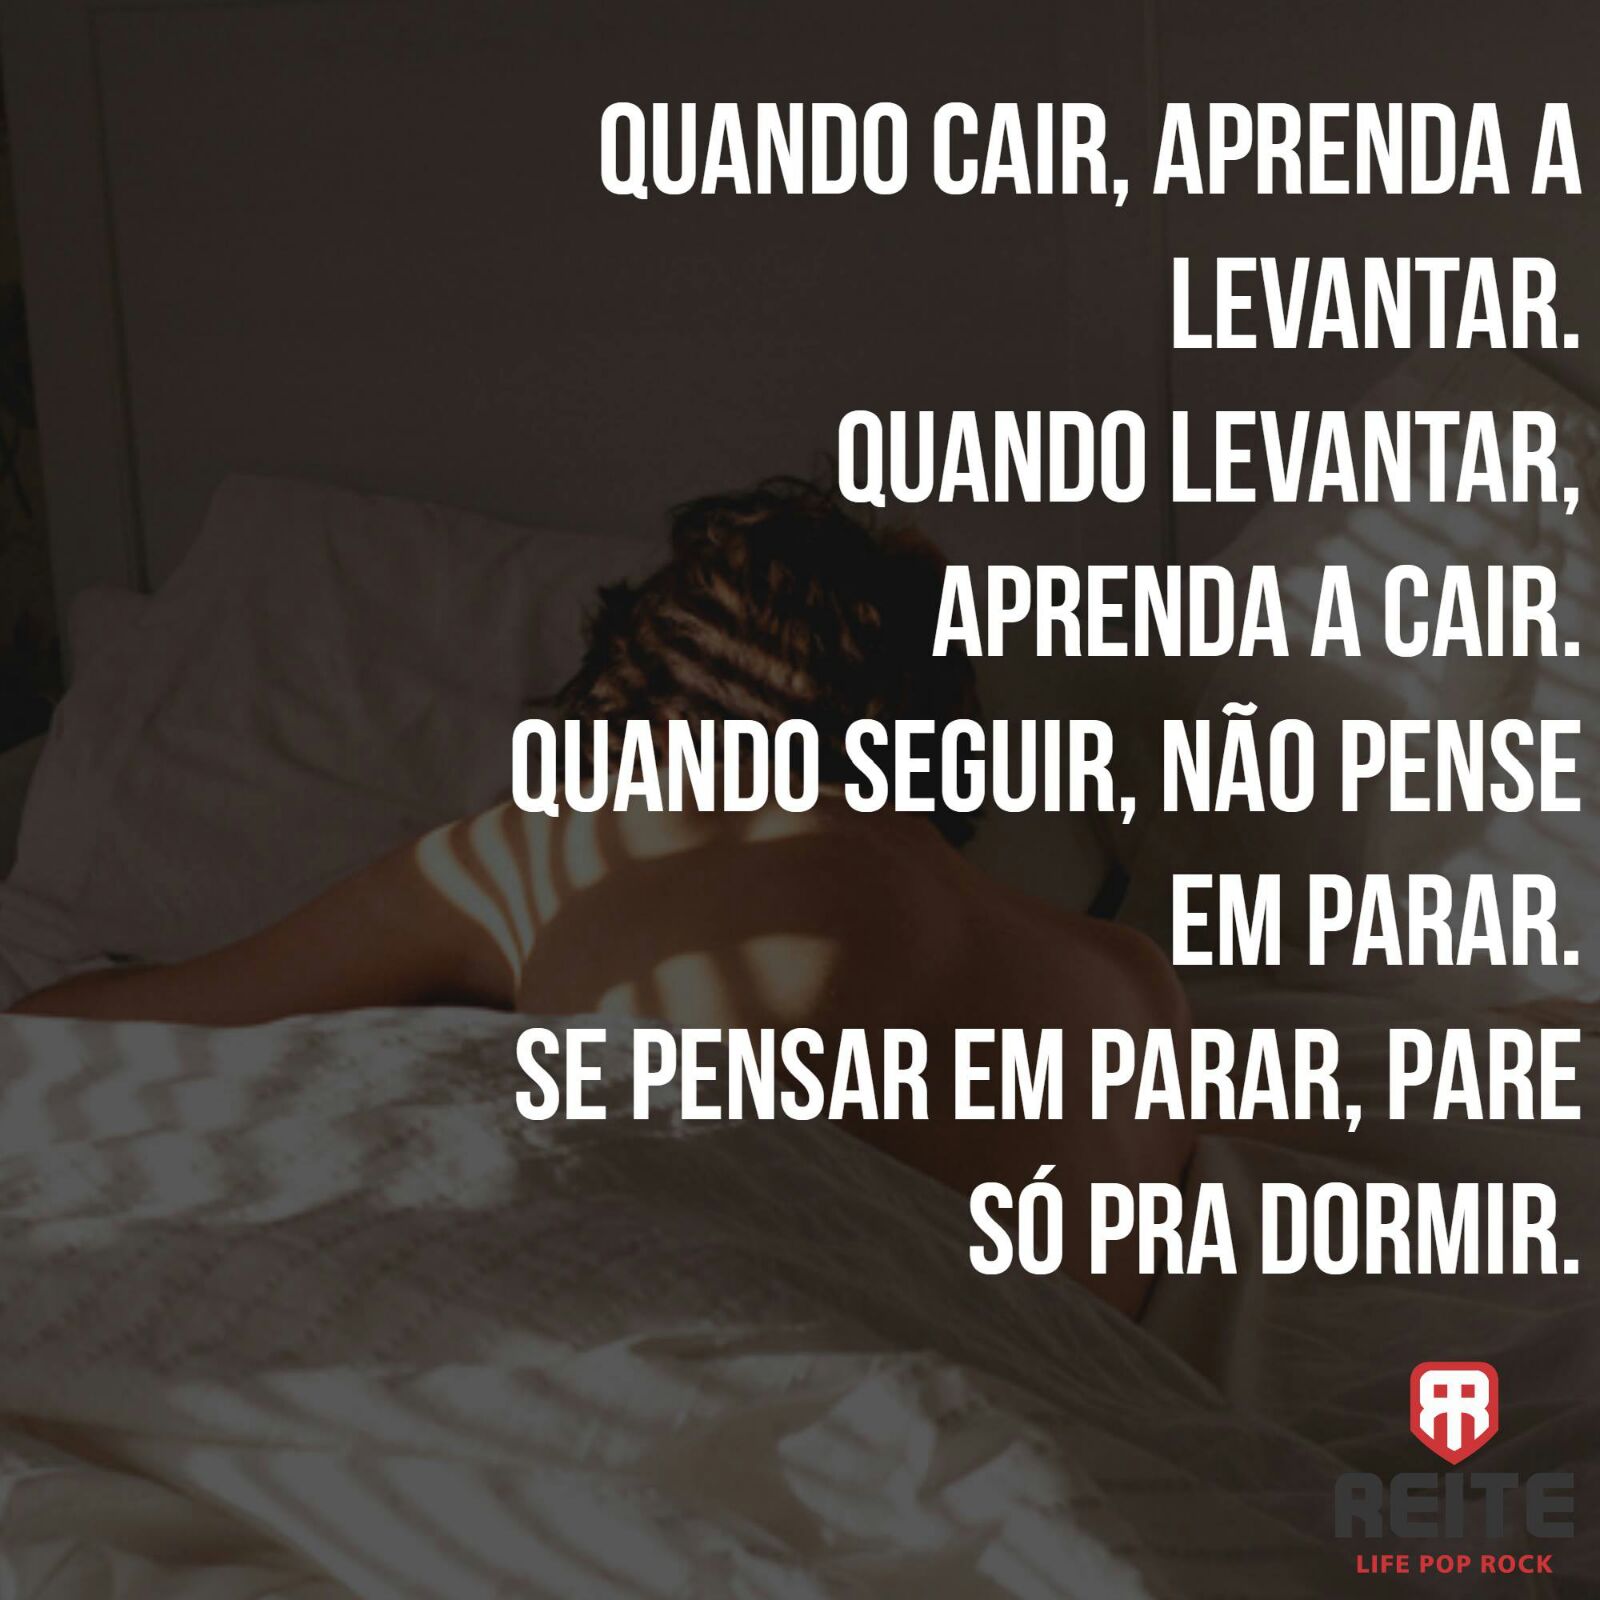 QUANDO CAIR, APRENDA A
LEVANTAR.
QUANDO LEVANTAR,
APRENDA A CAIR.
QUANDO SEGUIR, NÃO PENSE
EM PARAR.
SE PENSAR EM PARAR, PARE
SÓ PRA DORMIR.
REITE
LIFE POP ROCK